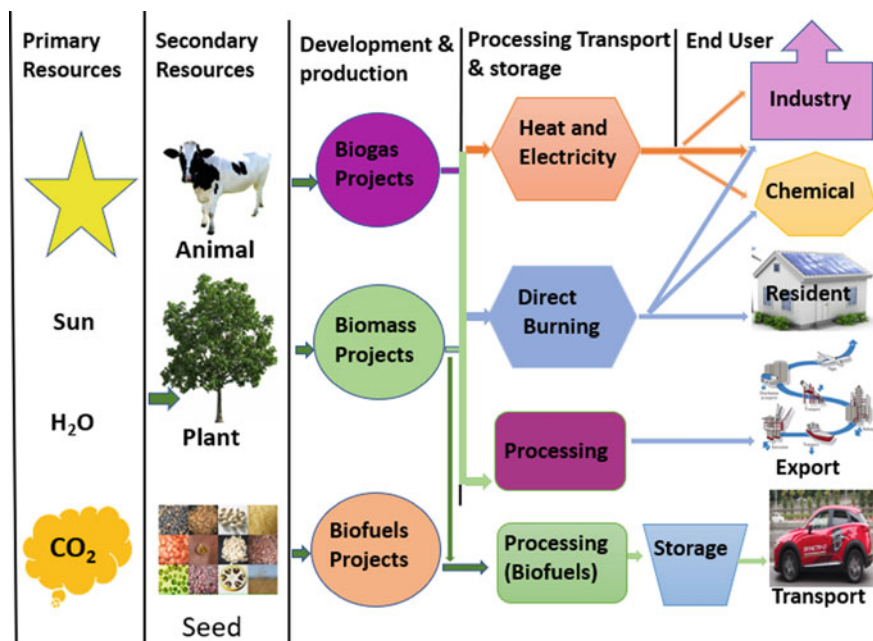 Primary
Resources
Secondary
Resources
Development &
production
Processing Transport
& storage
End User
Industry
Heat and
Electricity
Biogas
Projects
Chemical
Animal
Sun
Direct
Burning
Resident
Biomass
Projects
H₂O
Plant
Processing
Export
CO₂
Biofuels
Projects
Processing
(Biofuels)
Storage
Transport
Seed